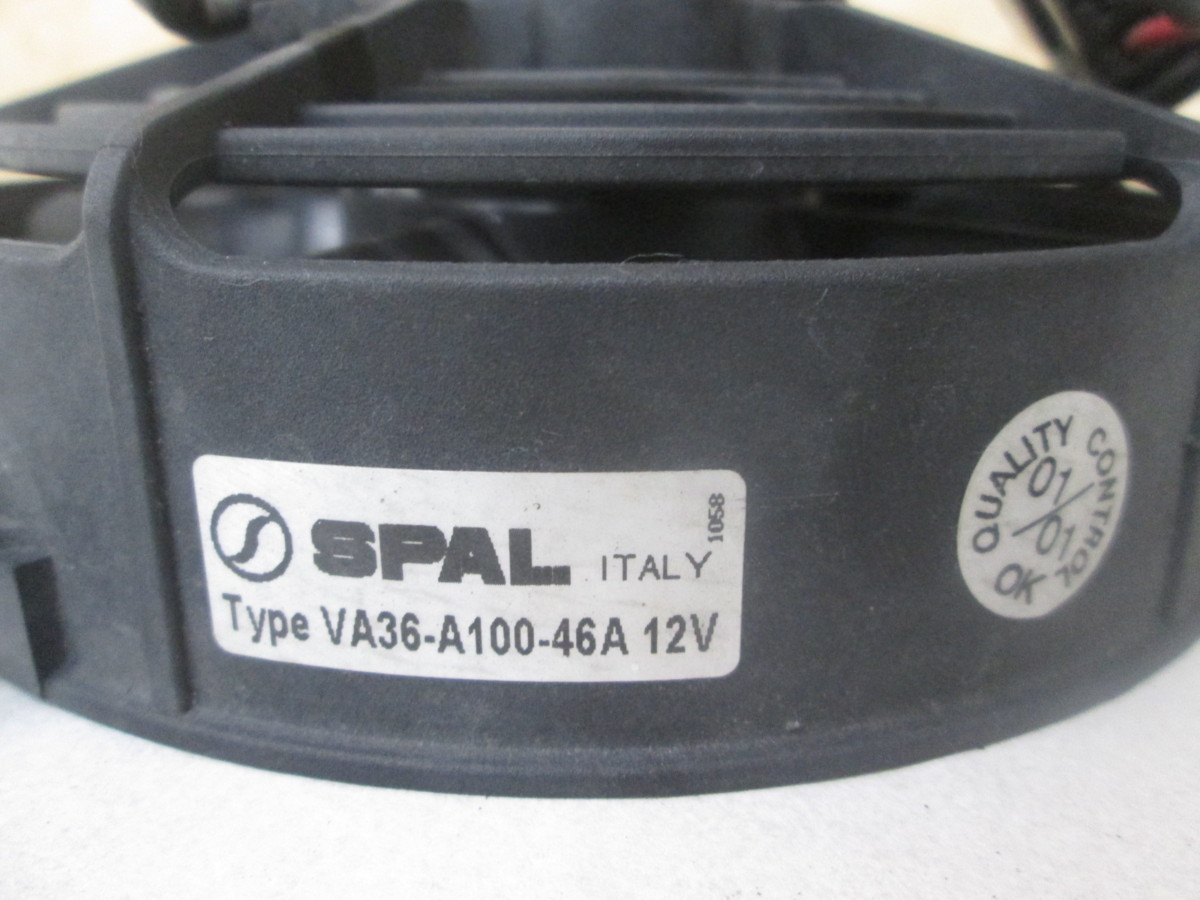 SPAL ITALY 1058
Type VA36-A100-46A 12V
QUALITY CONTROL
01/01
OK